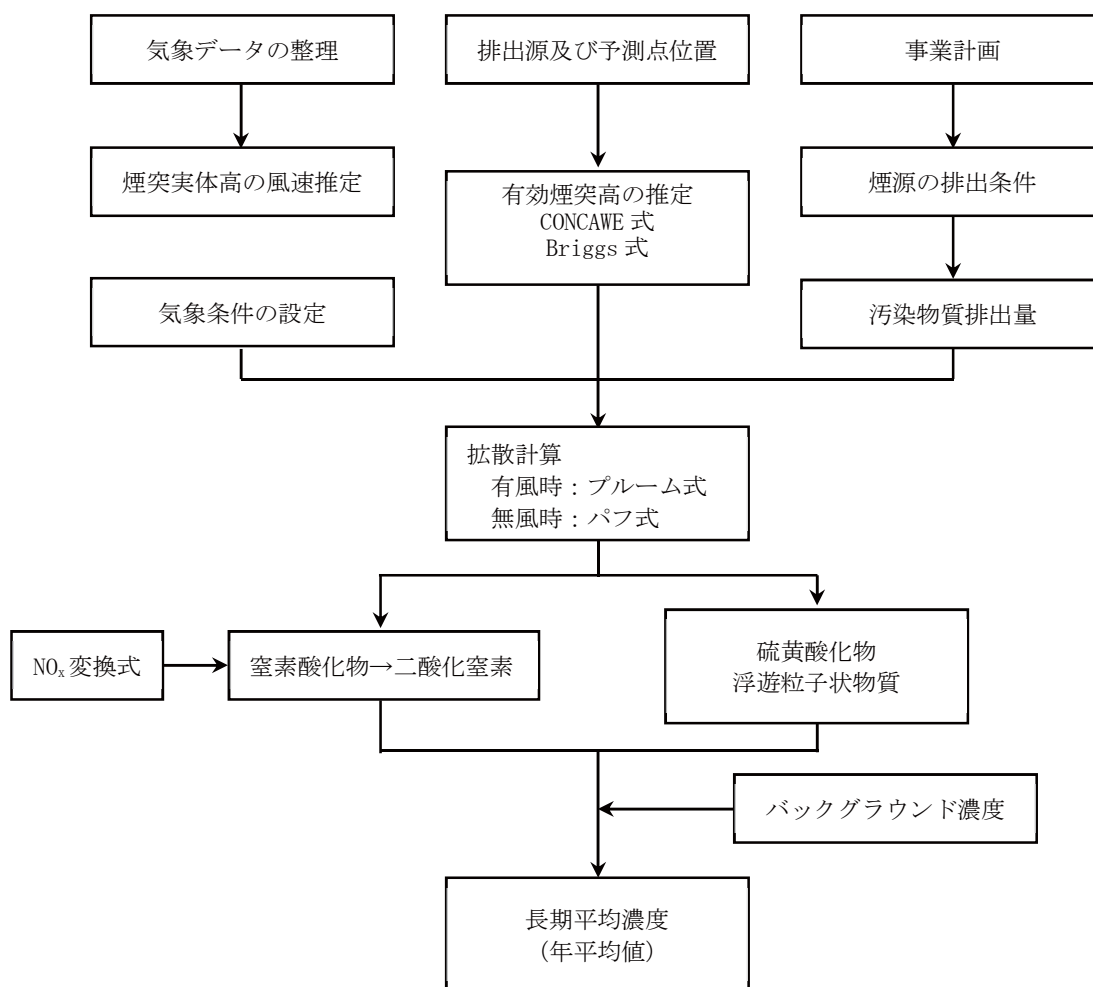 気象データの整理
排出源及び予測点位置
事業計画
煙突実体高の風速推定
有効煙突高の推定
CONCAWE 式
Briggs 式
煙源の排出条件
気象条件の設定
汚染物質排出量
拡散計算
有風時：プルーム式
無風時：パフ式
NOx 変換式
窒素酸化物→二酸化窒素
硫黄酸化物
浮遊粒子状物質
バックグラウンド濃度
長期平均濃度
(年平均値)